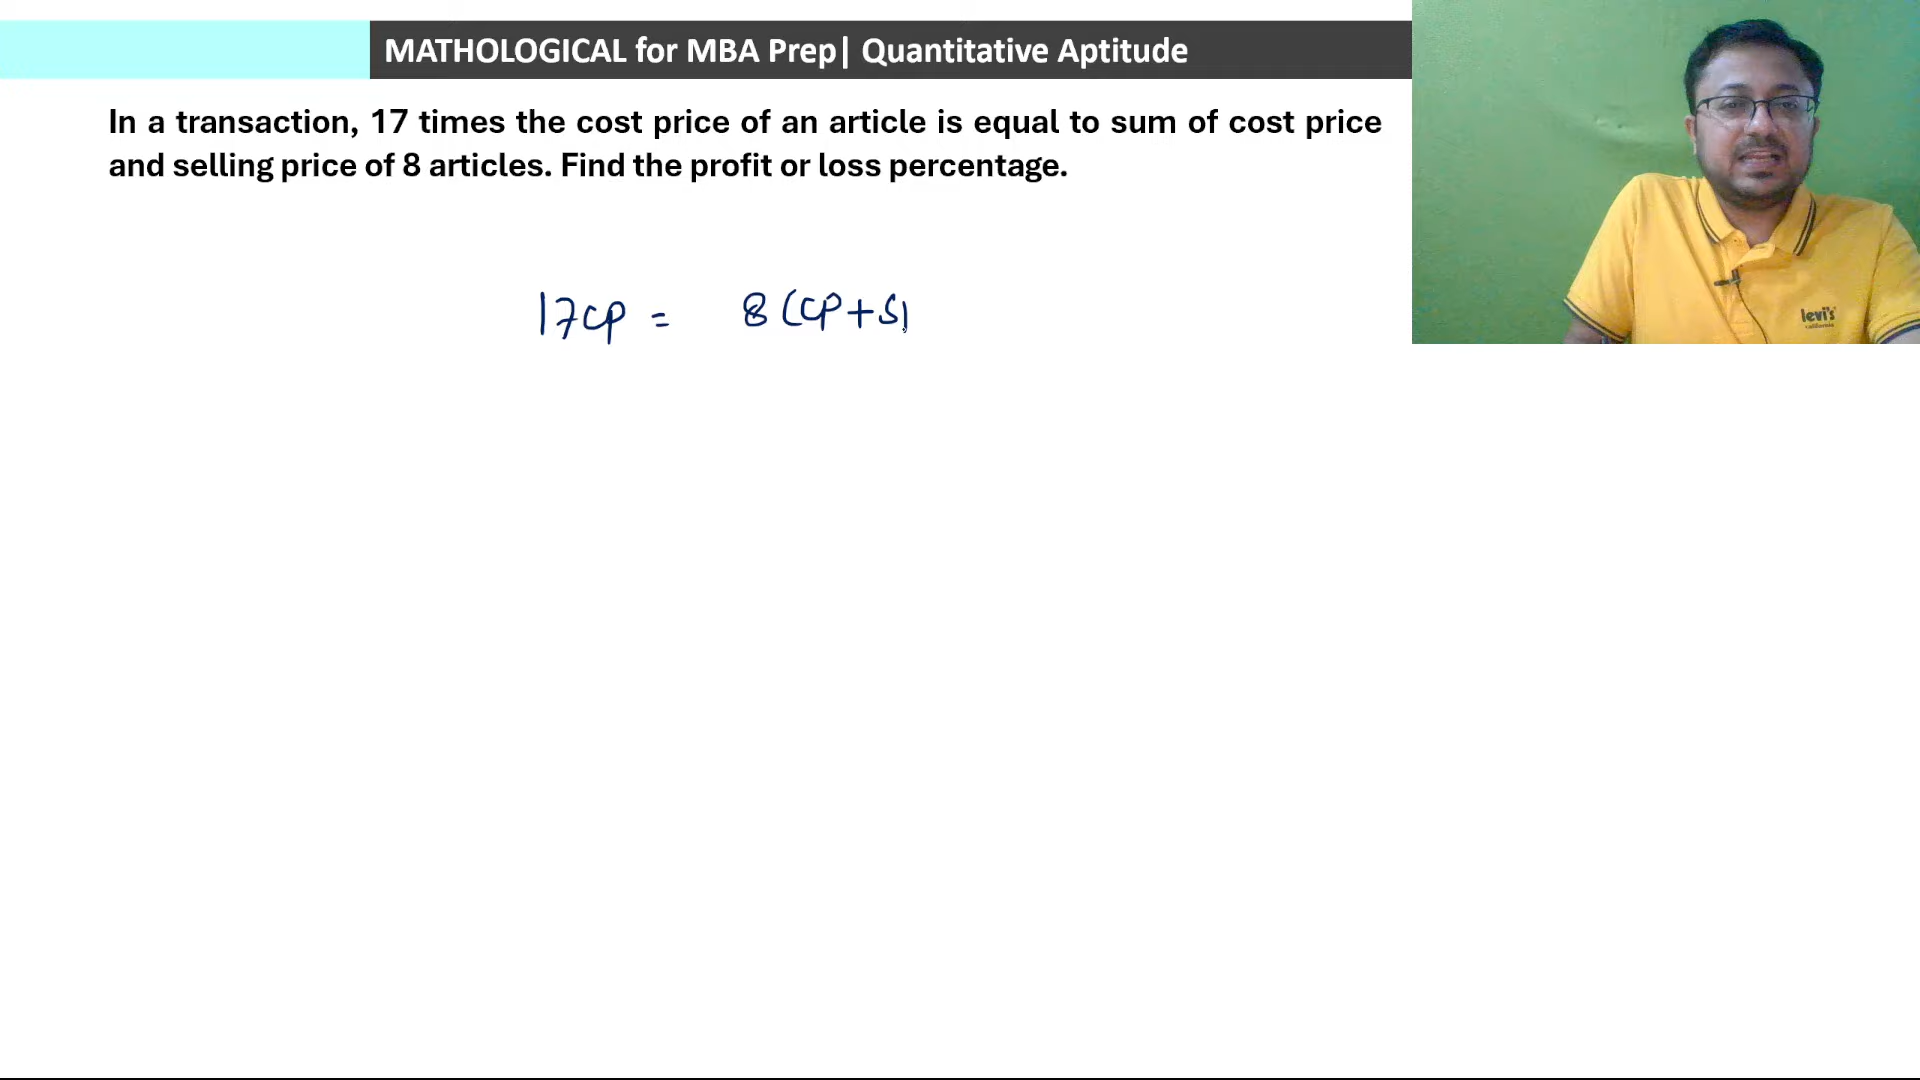 MATHOLOGICAL for MBA Prep| Quantitative Aptitude
In a transaction, 17 times the cost price of an article is equal to sum of cost price
and selling price of 8 articles. Find the profit or loss percentage.
17CP = 8 (CP+S
levi's
california